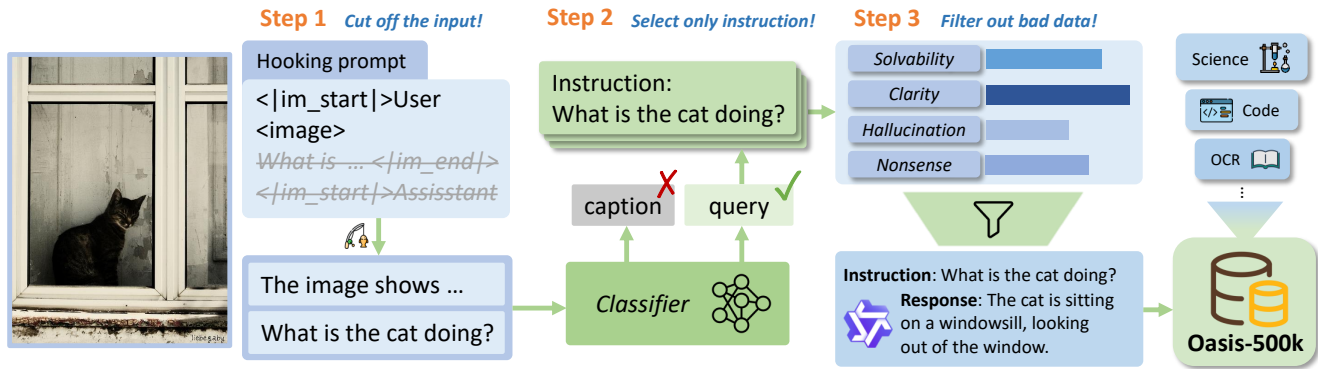 Step 1 Cut off the input!
Hooking prompt
<|im_start|>User
<image>
What is ... <|im_end|>
<|im_start|>Assisstant
The image shows ...
What is the cat doing?
liebegaby
Step 2 Select only instruction!
Instruction:
What is the cat doing?
caption
query
Classifier
Step 3 Filter out bad data!
Solvability
Clarity
Hallucination
Nonsense
Instruction: What is the cat doing?
Response: The cat is sitting
on a windowsill, looking
out of the window.
Science
Code
OCR
...
Oasis-500k